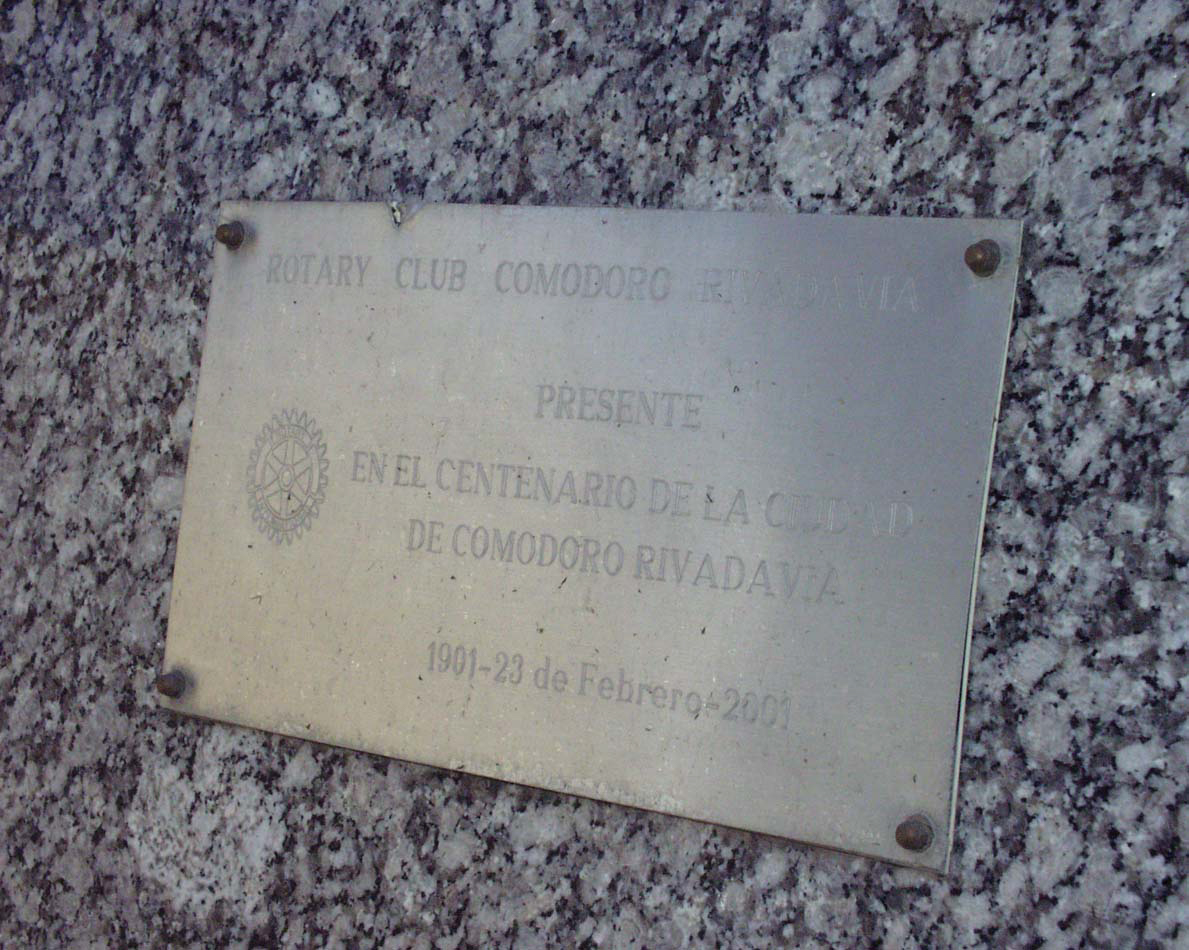 ROTARY CLUB COMODORO RIVADAVIA
PRESENTE
EN EL CENTENARIO DE LA CIUDAD
DE COMODORO RIVADAVIA
1901-23 de Febrero-2001